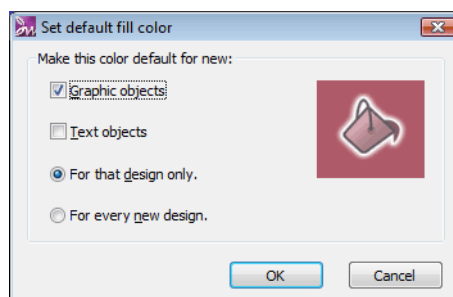 Set default fill color
Make this color default for new:
Graphic objects
Text objects
For that design only.
For every new design.
OK Cancel